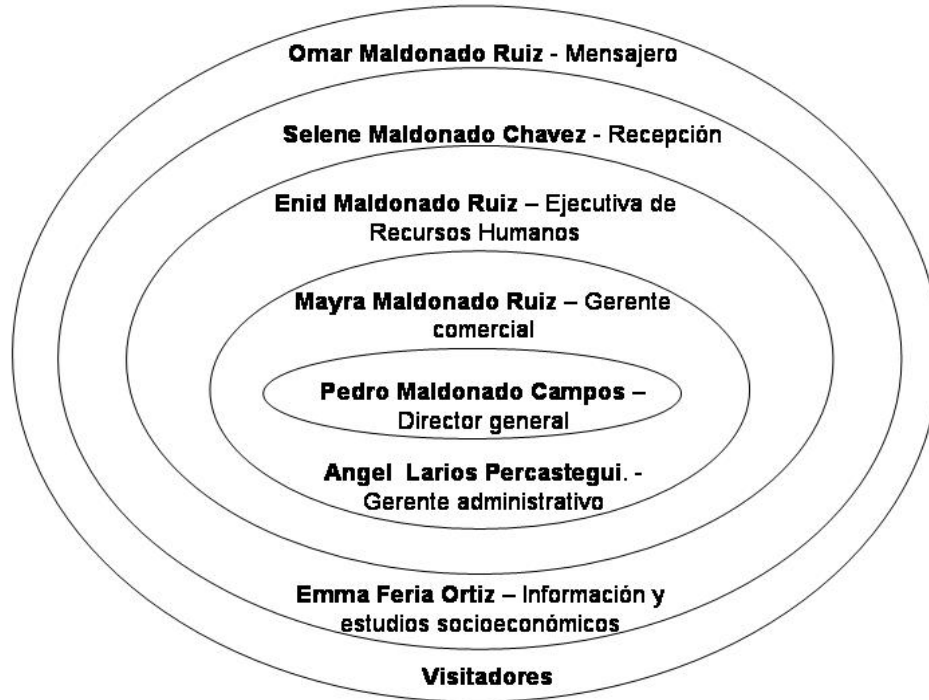 Omar Maldonado Ruiz - Mensajero
Selene Maldonado Chavez - Recepción
Enid Maldonado Ruiz – Ejecutiva de
Recursos Humanos
Mayra Maldonado Ruiz – Gerente
comercial
Pedro Maldonado Campos –
Director general
Angel  Larios Percastegui. -
Gerente administrativo
Emma Feria Ortiz – Información y
estudios socioeconómicos
Visitadores